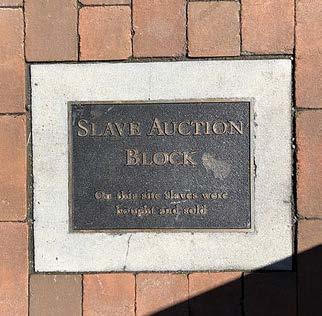 SLAVE AUCTION
BLOCK
On this site slaves were
bought and sold